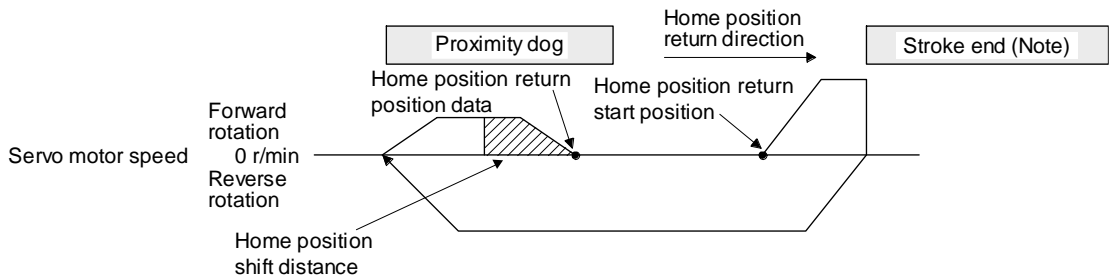 Proximity dog
Home position
return direction
Stroke end (Note)
Home position return
position data
Home position return
start position
Forward
rotation
Servo motor speed 0 r/min
Reverse
rotation
Home position
shift distance